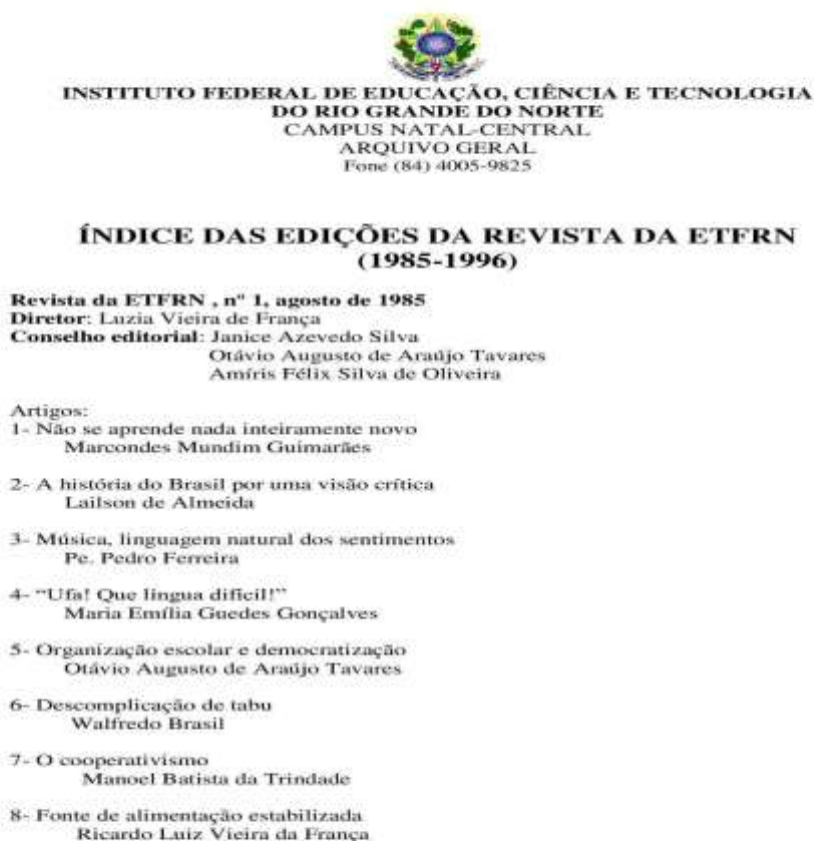 INSTITUTO FEDERAL DE EDUCAÇÃO, CIÊNCIA E TECNOLOGIA
DO RIO GRANDE DO NORTE
CAMPUS NATAL-CENTRAL
ARQUIVO GERAL
Fone (84) 4005-9825
ÍNDICE DAS EDIÇÕES DA REVISTA DA ETFRN
(1985-1996)
Revista da ETFRN , nº 1, agosto de 1985
Diretor: Luzia Vieira de França
Conselho editorial: Janice Azevedo Silva
Otávio Augusto de Araújo Tavares
Amíris Félix Silva de Oliveira
Artigos:
1- Não se aprende nada inteiramente novo
Marcondes Mundim Guimarães
2- A história do Brasil por uma visão crítica
Lailson de Almeida
3- Música, linguagem natural dos sentimentos
Pe. Pedro Ferreira
4- “Ufa! Que língua difícil!”
Maria Emília Guedes Gonçalves
5- Organização escolar e democratização
Otávio Augusto de Araújo Tavares
6- Descomplicação de tabu
Walfredo Brasil
7- O cooperativismo
Manoel Batista da Trindade
8- Fonte de alimentação estabilizada
Ricardo Luiz Vieira da França